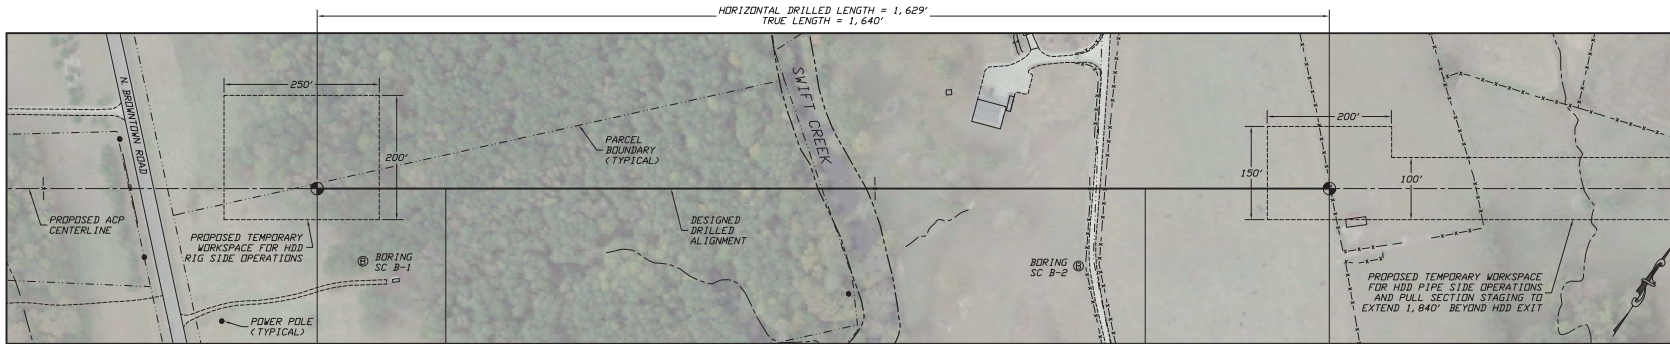 HORIZONTAL DRILLED LENGTH = 1,629'
TRUE LENGTH = 1,640'
N. BROWNTOWN ROAD
250'
200'
PARCEL
BOUNDARY
(TYPICAL)
SWIFT CREEK
200'
150'
100'
PROPOSED ACP
CENTERLINE
PROPOSED TEMPORARY
WORKSPACE FOR HDD
RIG SIDE OPERATIONS
DESIGNED
DRILLED
ALIGNMENT
B BORING
SC B-1
BORING
SC B-2 B
POWER POLE
(TYPICAL)
PROPOSED TEMPORARY WORKSPACE
FOR HDD PIPE SIDE OPERATIONS
AND PULL SECTION STAGING TO
EXTEND 1,840' BEYOND HDD EXIT